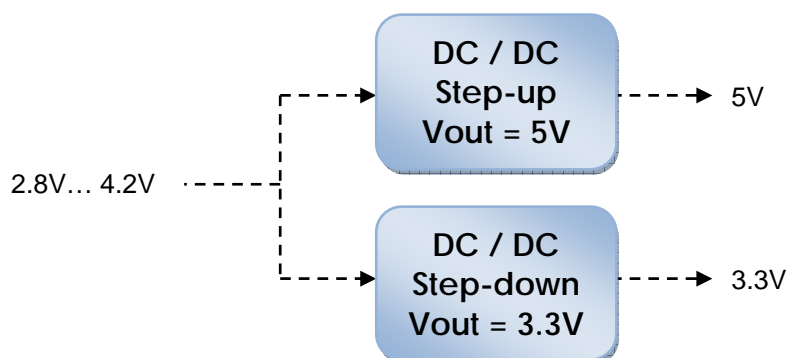 DC / DC
Step-up
Vout = 5V
5V
2.8V… 4.2V
DC / DC
Step-down
Vout = 3.3V
3.3V